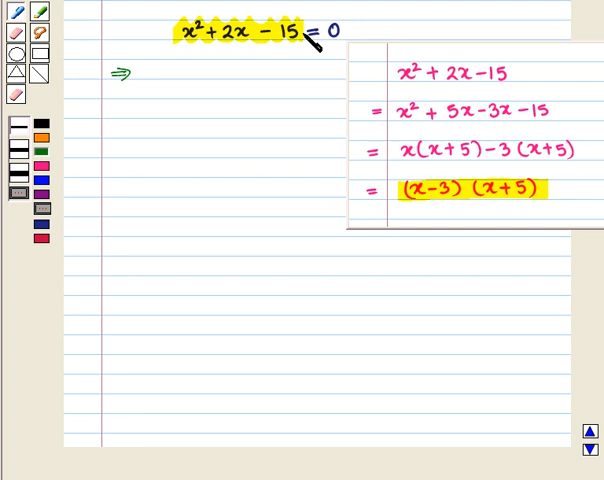 x² + 2x − 15 = 0
⇒
x² + 2x − 15
= x² + 5x − 3x − 15
= x(x+5) − 3(x+5)
= (x−3) (x+5)